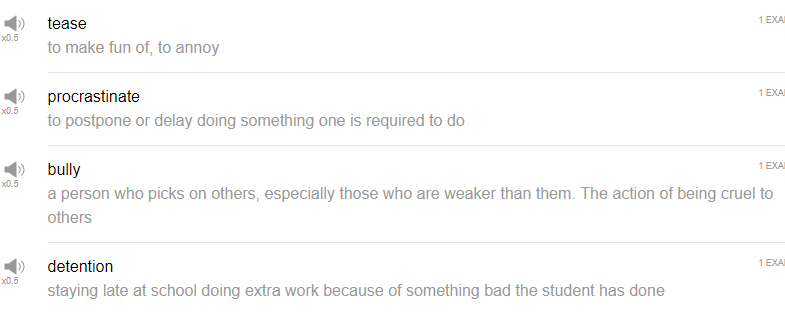 tease
1 EXA
x0.5
to make fun of, to annoy
procrastinate
1 EXA
x0.5
to postpone or delay doing something one is required to do
bully
1 EXA
x0.5
a person who picks on others, especially those who are weaker than them. The action of being cruel to
others
detention
1 EXA
x0.5
staying late at school doing extra work because of something bad the student has done